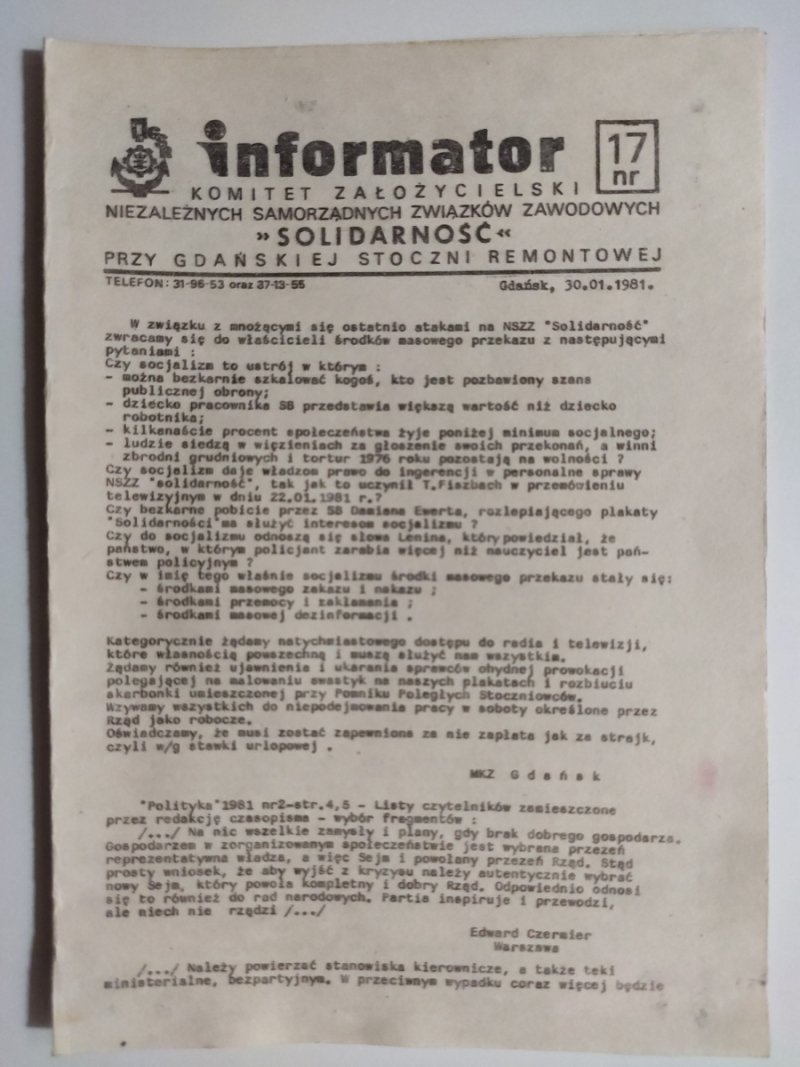 informator
17
nr
KOMITET ZAŁOŻYCIELSKI
NIEZALEŻNYCH SAMORZĄDNYCH ZWIĄZKÓW ZAWODOWYCH
»SOLIDARNOŚĆ«
PRZY GDAŃSKIEJ STOCZNI REMONTOWEJ
TELEFON: 31-96-53 oraz 37-13-55
Gdańsk, 30.01.1981.
W związku z mnożącymi się ostatnio atakami na NSZZ "Solidarność"
zwracamy się do właścicieli środków masowego przekazu z następującymi
pytaniami :
Czy socjalizm to ustrój w którym :
- można bezkarnie szkalować kogoś, kto jest pozbawiony szans
publicznej obrony;
- dziecko pracownika SB przedstawia większą wartość niż dziecko
robotnika;
- kilkanaście procent społeczeństwa żyje poniżej minimum socjalnego;
- ludzie siedzą w więzieniach za głoszenie swoich przekonań, a winni
zbrodni grudniowych i tortur 1976 roku pozostają na wolności ?
Czy socjalizm daje władzom prawo do ingerencji w personalne sprawy
NSZZ "solidarność", tak jak to uczynił T.Fiszbach w przemówieniu
telewizyjnym w dniu 22.01.1981 r.?
Czy bezkarne pobicie przez SB Damiana Ewerta, rozlepiającego plakaty
"Solidarności"ma służyć interesom socjalizmu ?
Czy do socjalizmu odnoszą się słowa Lenina, który powiedział, że
państwo, w którym policjant zarabia więcej niż nauczyciel jest pań-
stwem policyjnym ?
Czy w imię tego właśnie socjalizmu środki masowego przekazu stały się:
- środkami masowego zakazu i nakazu ;
- środkami przemocy i zakłamania ;
- środkami masowej dezinformacji .
Kategorycznie żądamy natychmiastowego dostępu do radia i telewizji,
które własnością powszechną i muszą służyć nam wszystkim.
Żądamy również ujawnienia i ukarania sprawców ohydnej prowokacji
polegającej na malowaniu swastyk na naszych plakatach i rozbiciu
skarbonki umieszczonej przy Pomniku Poległych Stoczniowców.
Wzywamy wszystkich do niepodejmowania pracy w soboty określone przez
Rząd jako robocze.
Oświadczamy, że musi zostać zapewniona za nie zapłata jak za strajk,
czyli w/g stawki urlopowej .
MKZ Gdańsk
"Polityka"1981 nr2-str.4,5 - Listy czytelników zamieszczone
przez redakcję czasopisma - wybór fragmentów :
/.../ Na nic wszelkie zamysły i plany, gdy brak dobrego gospodarza.
Gospodarzem w zorganizowanym społeczeństwie jest wybrana przezeń
reprezentatywna władza, a więc Sejm i powołany przezeń Rząd. Stąd
prosty wniosek, że aby wyjść z kryzysu należy autentycznie wybrać
nowy Sejm, który powoła kompletny i dobry Rząd. Odpowiednio odnosi
się to również do rad narodowych. Partia inspiruje i przewodzi,
ale niech nie rządzi /.../
Edward Czermier
Warszawa
/.../ Należy powierzać stanowiska kierownicze, a także teki
ministerialne, bezpartyjnym. W przeciwnym wypadku coraz więcej będzie